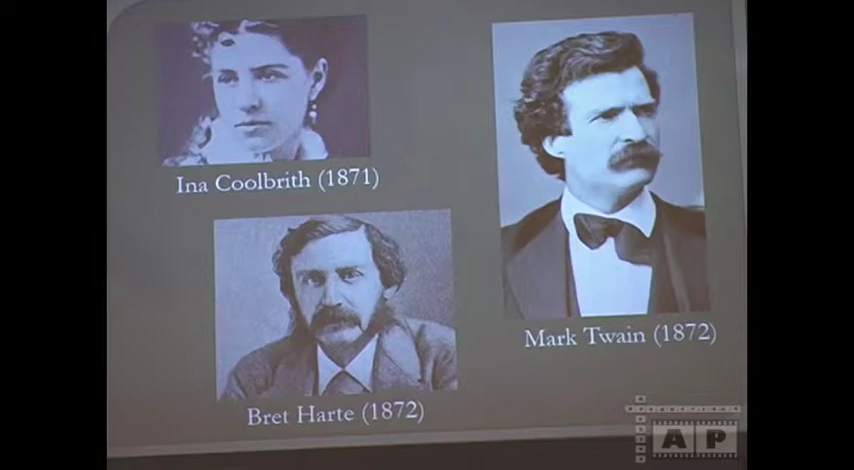 Ina Coolbrith (1871)
Mark Twain (1872)
Bret Harte (1872)
AP